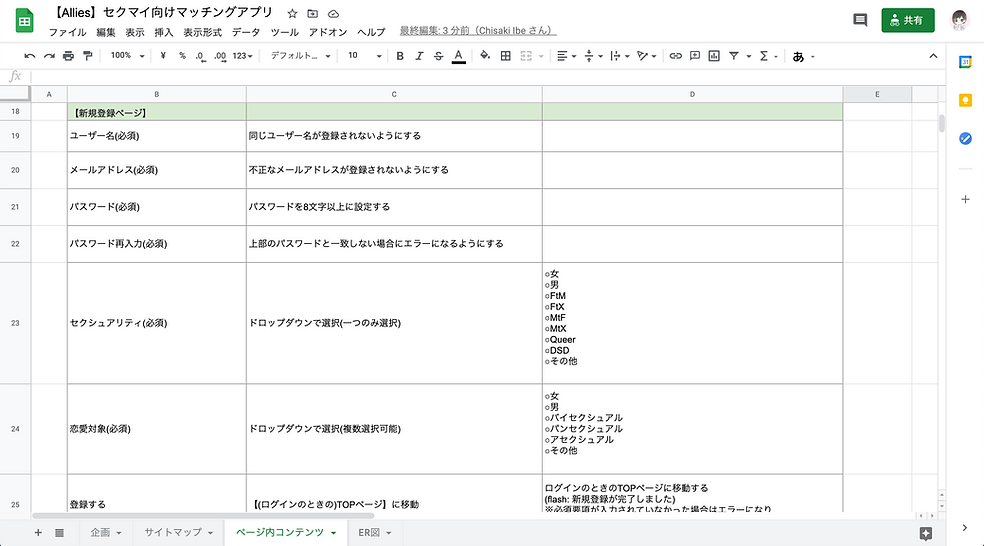 【Allies】セクマイ向けマッチングアプリ
ファイル 編集 表示 挿入 表示形式 データ ツール アドオン ヘルプ 最終編集: 3 分前（Chisaki Ibe さん）
共有
100% ¥ % .0 .00 123 デフォルト... 10 B I S A Σ あ
fx
31
A B C D E
18 【新規登録ページ】
19 ユーザー名(必須) 同じユーザー名が登録されないようにする
20 メールアドレス(必須) 不正なメールアドレスが登録されないようにする
21 パスワード(必須) パスワードを8文字以上に設定する
22 パスワード再入力(必須) 上部のパスワードと一致しない場合にエラーになるようにする
23 セクシュアリティ(必須) ドロップダウンで選択(一つのみ選択)
○女
○男
○FtM
○FtX
○MtF
○MtX
○Queer
○DSD
○その他
24 恋愛対象(必須) ドロップダウンで選択(複数選択可能)
○女
○男
○バイセクシュアル
○パンセクシュアル
○アセクシュアル
○その他
25 登録する 【(ログインのときの)TOPページ】に移動
ログインのときのTOPページに移動する
(flash: 新規登録が完了しました)
※必須要項が入力されていなかった場合はエラーになり
企画 サイトマップ ページ内コンテンツ ER図